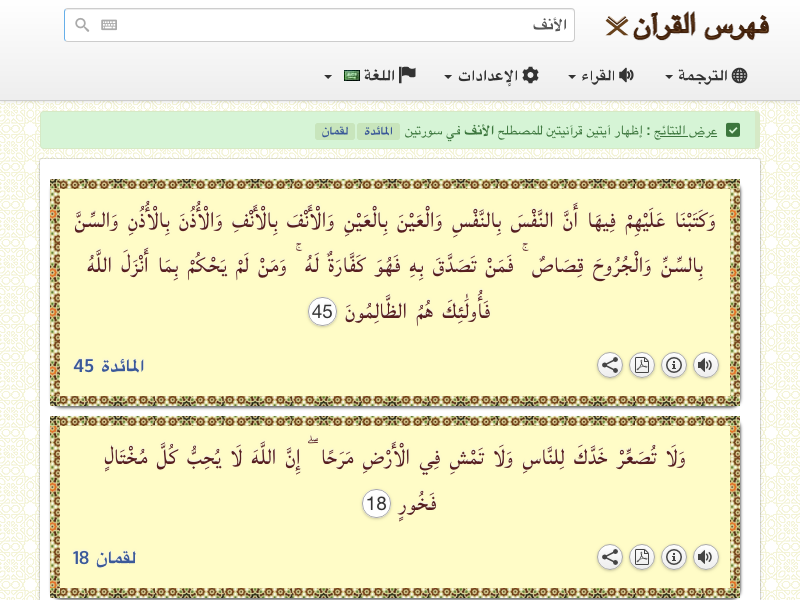 فهرس القرآن
الأنف
الترجمة
القراء
الإعدادات
اللغة
عرض النتائج : إظهار آيتين قرآنيتين للمصطلح الأنف في سورتين المائدة لقمان
وَكَتَبْنَا عَلَيْهِمْ فِيهَا أَنَّ النَّفْسَ بِالنَّفْسِ وَالْعَيْنَ بِالْعَيْنِ وَالْأَنْفَ بِالْأَنْفِ وَالْأُذُنَ بِالْأُذُنِ وَالسِّنَّ
بِالسِّنِّ وَالْجُرُوحَ قِصَاصٌ ۚ فَمَنْ تَصَدَّقَ بِهِ فَهُوَ كَفَّارَةٌ لَهُ ۚ وَمَنْ لَمْ يَحْكُمْ بِمَا أَنْزَلَ اللَّهُ
فَأُولَٰئِكَ هُمُ الظَّالِمُونَ 45
المائدة 45
وَلَا تُصَعِّرْ خَدَّكَ لِلنَّاسِ وَلَا تَمْشِ فِي الْأَرْضِ مَرَحًا ۖ إِنَّ اللَّهَ لَا يُحِبُّ كُلَّ مُخْتَالٍ
فَخُورٍ 18
لقمان 18